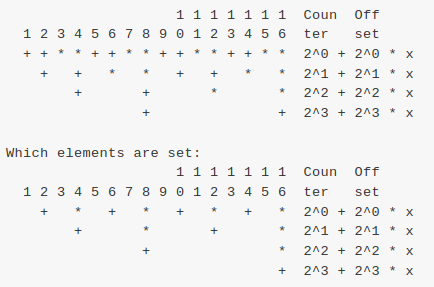 1 1 1 1 1 1 1  Coun  Off
  1 2 3 4 5 6 7 8 9 0 1 2 3 4 5 6  ter   set
  + + * * + + * * + + * * + + * *  2^0 + 2^0 * x
    +   +   *   *   +   +   *   *  2^1 + 2^1 * x
        +       +       *       *  2^2 + 2^2 * x
                +               +  2^3 + 2^3 * x

Which elements are set:
                    1 1 1 1 1 1 1  Coun  Off
  1 2 3 4 5 6 7 8 9 0 1 2 3 4 5 6  ter   set
    +   *   +   *   +   *   +   *  2^0 + 2^0 * x
        +       *       +       *  2^1 + 2^1 * x
                +               *  2^2 + 2^2 * x
                                +  2^3 + 2^3 * x